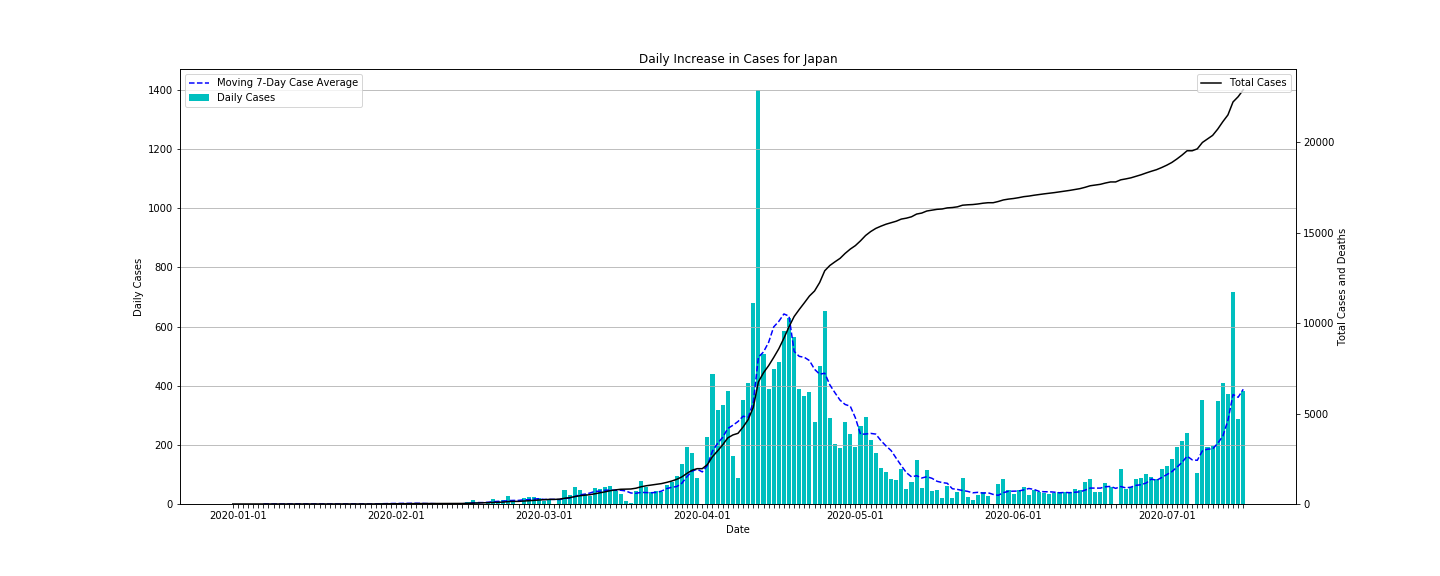 Daily Increase in Cases for Japan
Moving 7-Day Case Average
Daily Cases
Total Cases
1400
1200
1000
800
600
400
200
0
Daily Cases
20000
15000
10000
5000
0
Total Cases and Deaths
2020-01-01 2020-02-01 2020-03-01 2020-04-01 2020-05-01 2020-06-01 2020-07-01
Date